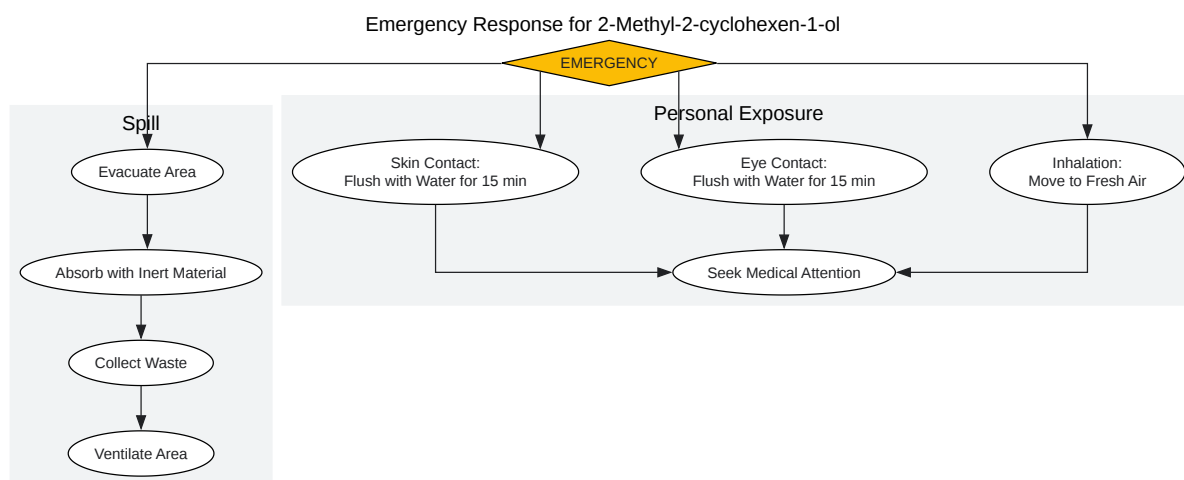 Emergency Response for 2-Methyl-2-cyclohexen-1-ol
EMERGENCY
Spill
Evacuate Area
Absorb with Inert Material
Collect Waste
Ventilate Area
Personal Exposure
Skin Contact:
Flush with Water for 15 min
Eye Contact:
Flush with Water for 15 min
Inhalation:
Move to Fresh Air
Seek Medical Attention